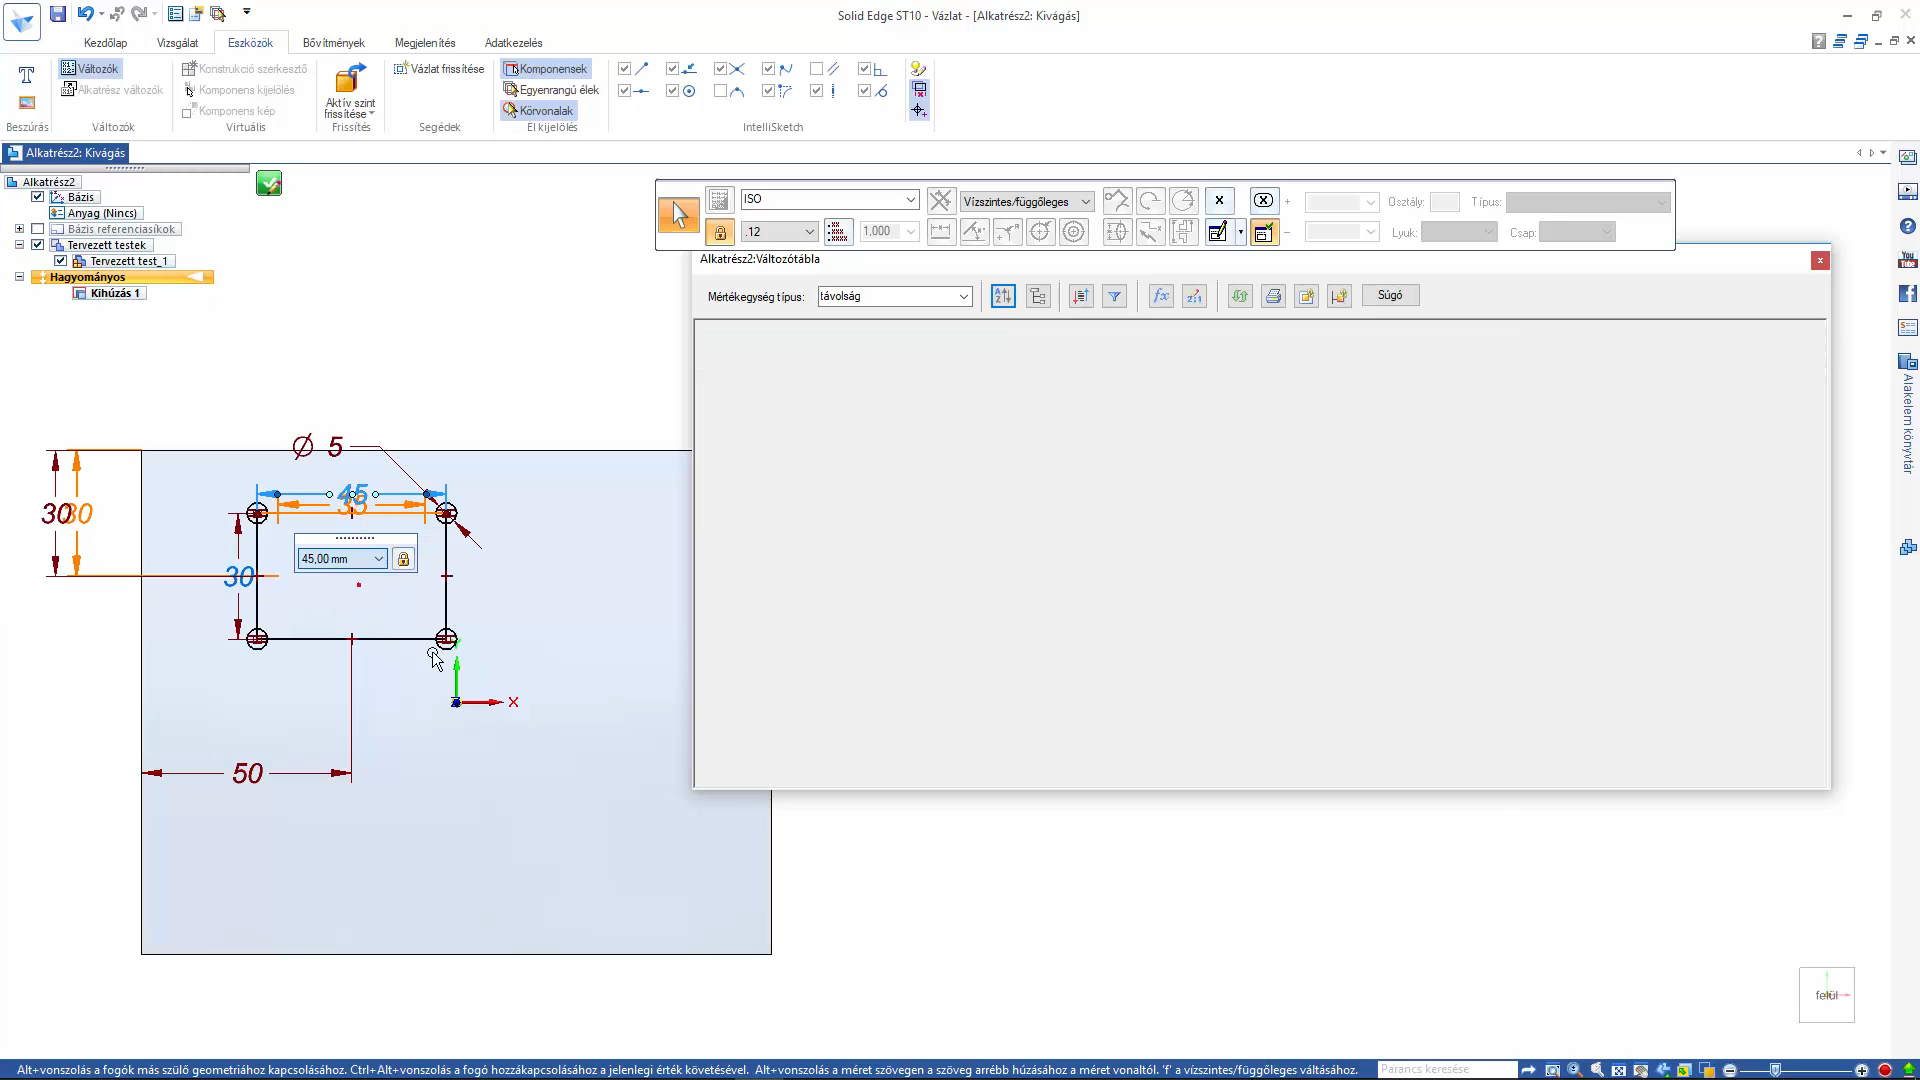 Solid Edge ST10 - Vázlat - [Alkatrész2: Kivágás]
Kezdőlap
Vizsgálat
Eszközök
Bővítmények
Megjelenítés
Adatkezelés
Változók
Alkatrész változók
Konstrukció szerkesztő
Komponens kijelölés
Komponens kép
Aktív szint
frissítése
Vázlat frissítése
Komponensek
Egyenrangú élek
Körvonalak
Beszúrás
Változók
Virtuális
Frissítés
Segédek
Él kijelölés
IntelliSketch
Alkatrész2: Kivágás
Alkatrész2
Bázis
Anyag (Nincs)
Bázis referenciasíkok
Tervezett testek
Tervezett test_1
Hagyományos
Kihúzás 1
ISO
Vízszintes/függőleges
Osztály:
Típus:
.12
1,000
Lyuk:
Csap:
Alkatrész2:Változótábla
Mértékegység típus:
távolság
Súgó
You
Tube
Alakelem könyvtár
Ø 5
45
35
30
30
45,00 mm
30
50
X
felül
Alt+vonszolás a fogók más szülő geometriához kapcsolásához. Ctrl+Alt+vonszolás a fogó hozzákapcsolásához a jelenlegi érték követésével. Alt+vonszolás a méret szövegen a szöveg arrébb húzásához a méret vonaltól. 'f' a vízszintes/függőleges váltásához.
Parancs keresése